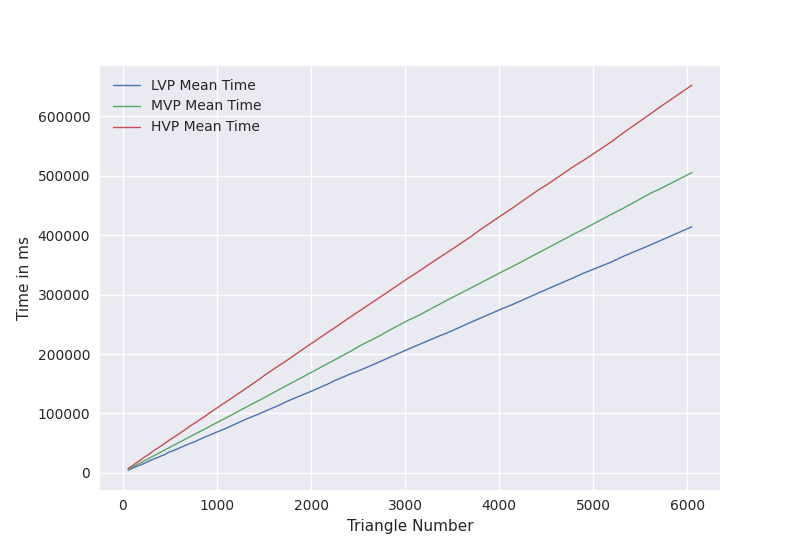 LVP Mean Time
MVP Mean Time
HVP Mean Time
600000
500000
400000
300000
200000
100000
0
Time in ms
0 1000 2000 3000 4000 5000 6000
Triangle Number